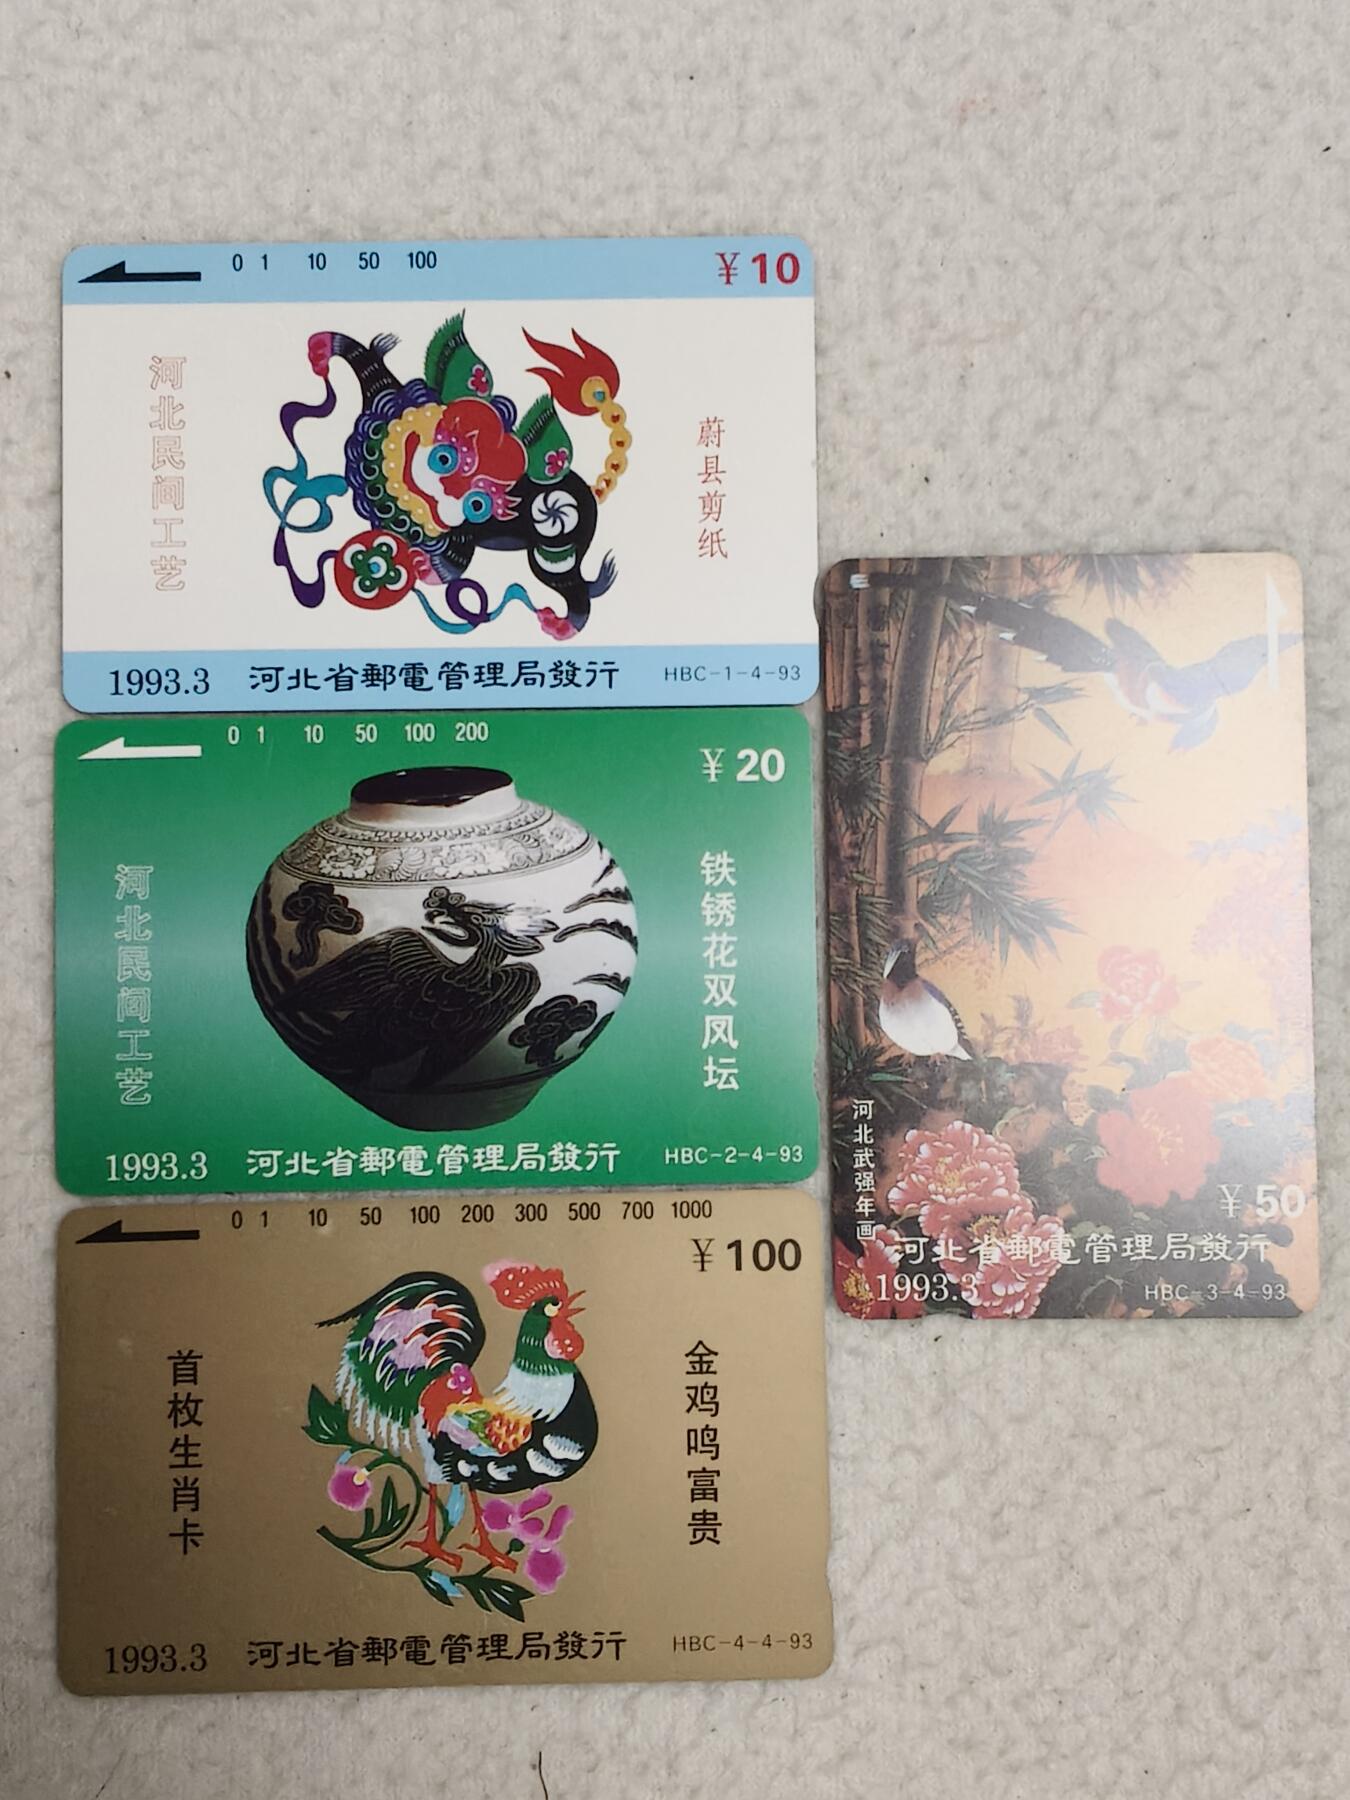 0 1 10 50 100
¥10
河北民间工艺
蔚县剪纸
1993.3 河北省郵電管理局發行 HBC-1-4-93
0 1 10 50 100 200
¥20
河北民间工艺
铁锈花双凤坛
1993.3 河北省郵電管理局發行 HBC-2-4-93
0 1 10 50 100 200 300 500 700 1000
¥100
首枚生肖卡
金鸡鸣富贵
1993.3 河北省郵電管理局發行 HBC-4-4-93
河北武强年画
¥50
河北省郵電管理局發行
1993.3 HBC-3-4-93